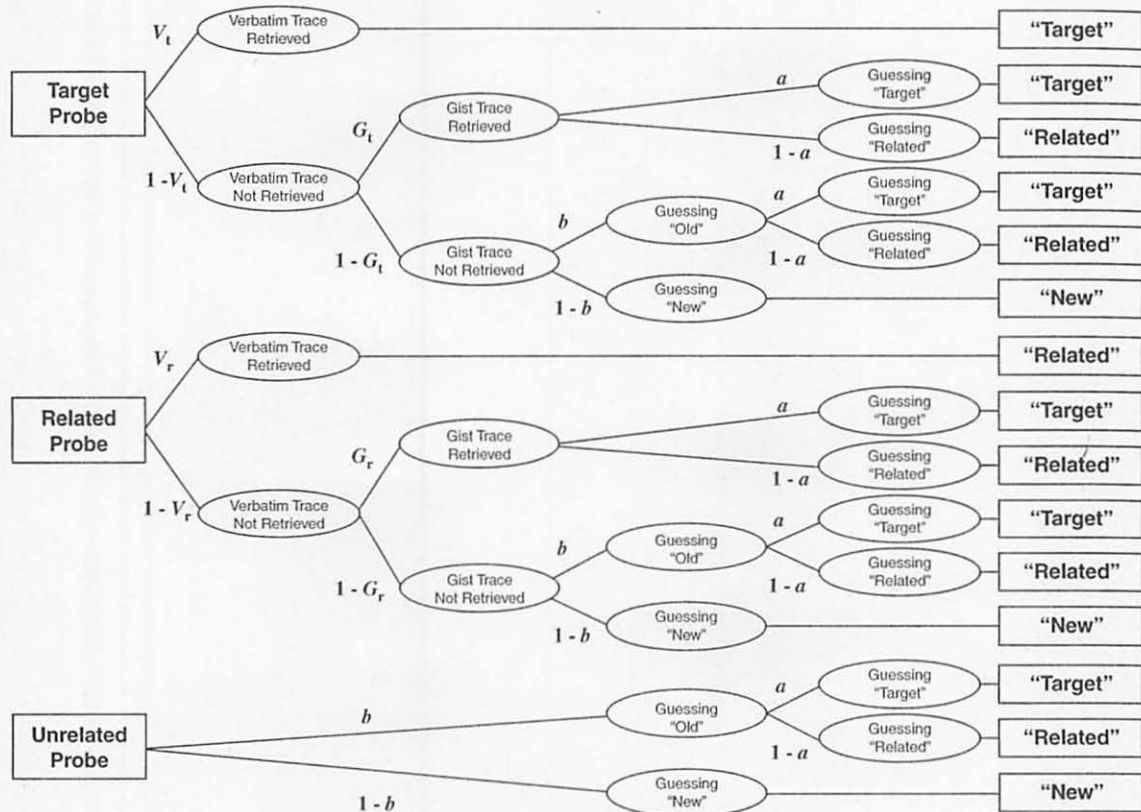 V_t
Verbatim Trace
Retrieved
"Target"
Target
Probe
1 - V_t
Verbatim Trace
Not Retrieved
G_t
Gist Trace
Retrieved
a
Guessing
"Target"
"Target"
1 - a
Guessing
"Related"
"Related"
1 - G_t
Gist Trace
Not Retrieved
b
Guessing
"Old"
a
Guessing
"Target"
"Target"
1 - a
Guessing
"Related"
"Related"
1 - b
Guessing
"New"
"New"
V_r
Verbatim Trace
Retrieved
"Related"
Related
Probe
1 - V_r
Verbatim Trace
Not Retrieved
G_r
Gist Trace
Retrieved
a
Guessing
"Target"
"Target"
1 - a
Guessing
"Related"
"Related"
1 - G_r
Gist Trace
Not Retrieved
b
Guessing
"Old"
a
Guessing
"Target"
"Target"
1 - a
Guessing
"Related"
"Related"
1 - b
Guessing
"New"
"New"
Unrelated
Probe
b
Guessing
"Old"
a
Guessing
"Target"
"Target"
1 - a
Guessing
"Related"
"Related"
1 - b
Guessing
"New"
"New"